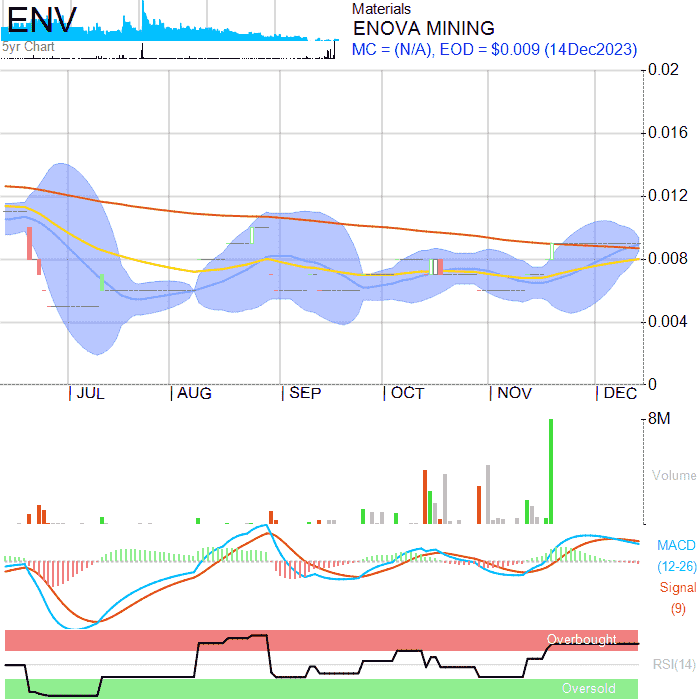 ENV
5yr Chart
Materials
ENOVA MINING
MC = (N/A), EOD = $0.009 (14Dec2023)
0.02
0.016
0.012
0.008
0.004
0
JUL AUG SEP OCT NOV DEC
8M
Volume
MACD
(12-26)
Signal
(9)
Overbought
RSI(14)
Oversold